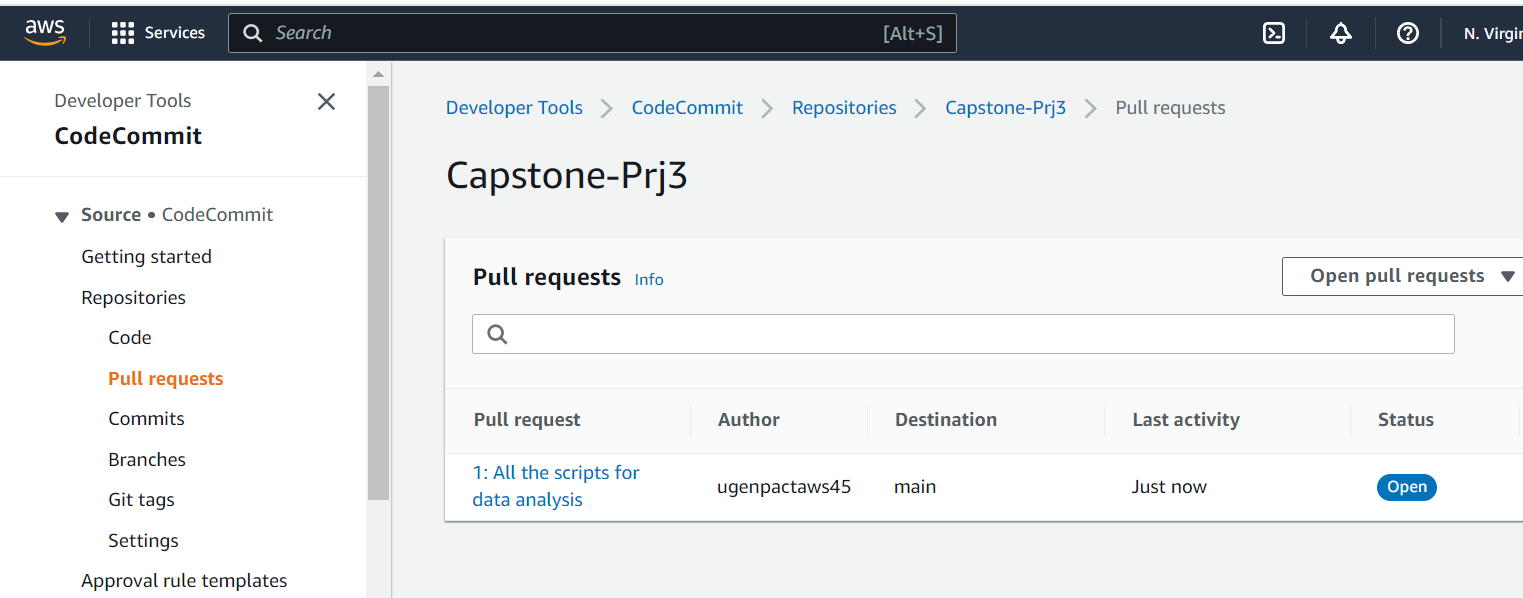 aws
Services
Search
[Alt+S]
N. Virgin
Developer Tools
CodeCommit
Source • CodeCommit
Getting started
Repositories
Code
Pull requests
Commits
Branches
Git tags
Settings
Approval rule templates
Developer Tools > CodeCommit > Repositories > Capstone-Prj3 > Pull requests
Capstone-Prj3
Pull requests Info
Open pull requests
Pull request Author Destination Last activity Status
1: All the scripts for data analysis
ugenpactaws45 main Just now Open